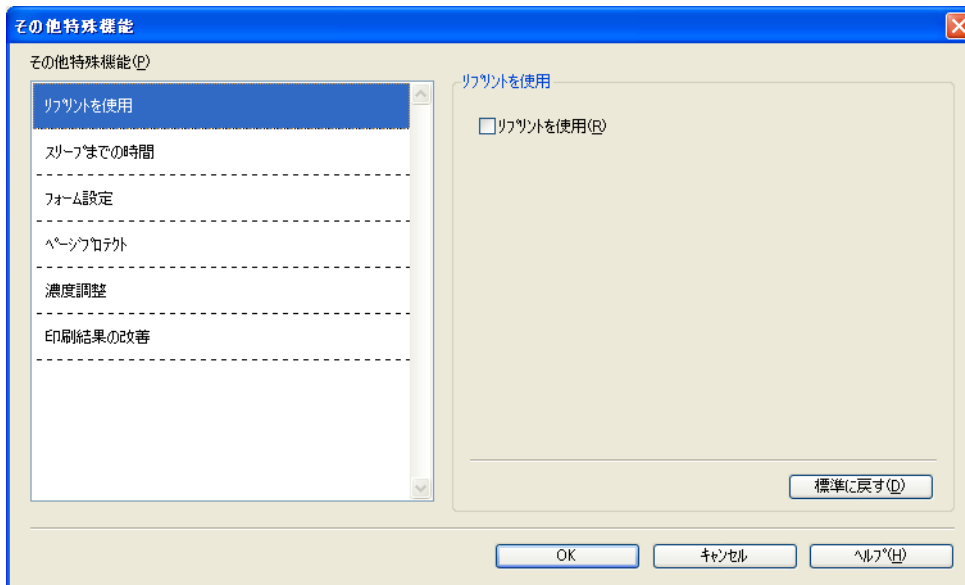 その他特殊機能
その他特殊機能(P)
リプリントを使用
スリープまでの時間
フォーム設定
ページプロテクト
濃度調整
印刷結果の改善
リプリントを使用
リプリントを使用(R)
標準に戻す(D)
OK
キャンセル
ヘルプ(H)